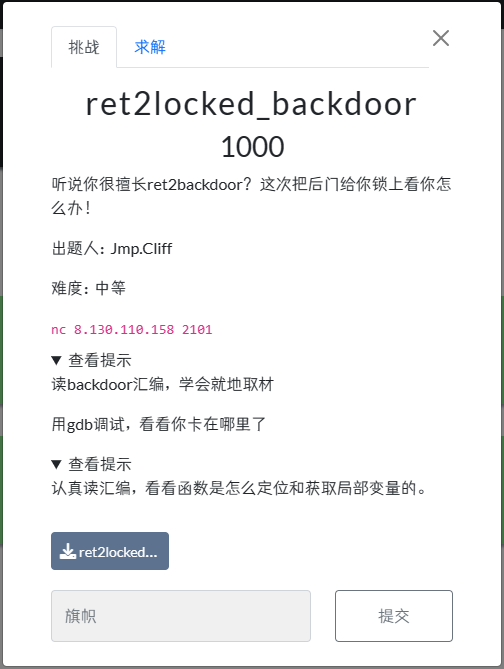 挑战 求解
ret2locked_backdoor
1000
听说你很擅长ret2backdoor？这次把后门给你锁上看你怎
么办！
出题人：Jmp.Cliff
难度：中等
nc 8.130.110.158 2101
▼ 查看提示
读backdoor汇编，学会就地取材
用gdb调试，看看你卡在哪里了
▼ 查看提示
认真读汇编，看看函数是怎么定位和获取局部变量的。
ret2locked...
旗帜 提交